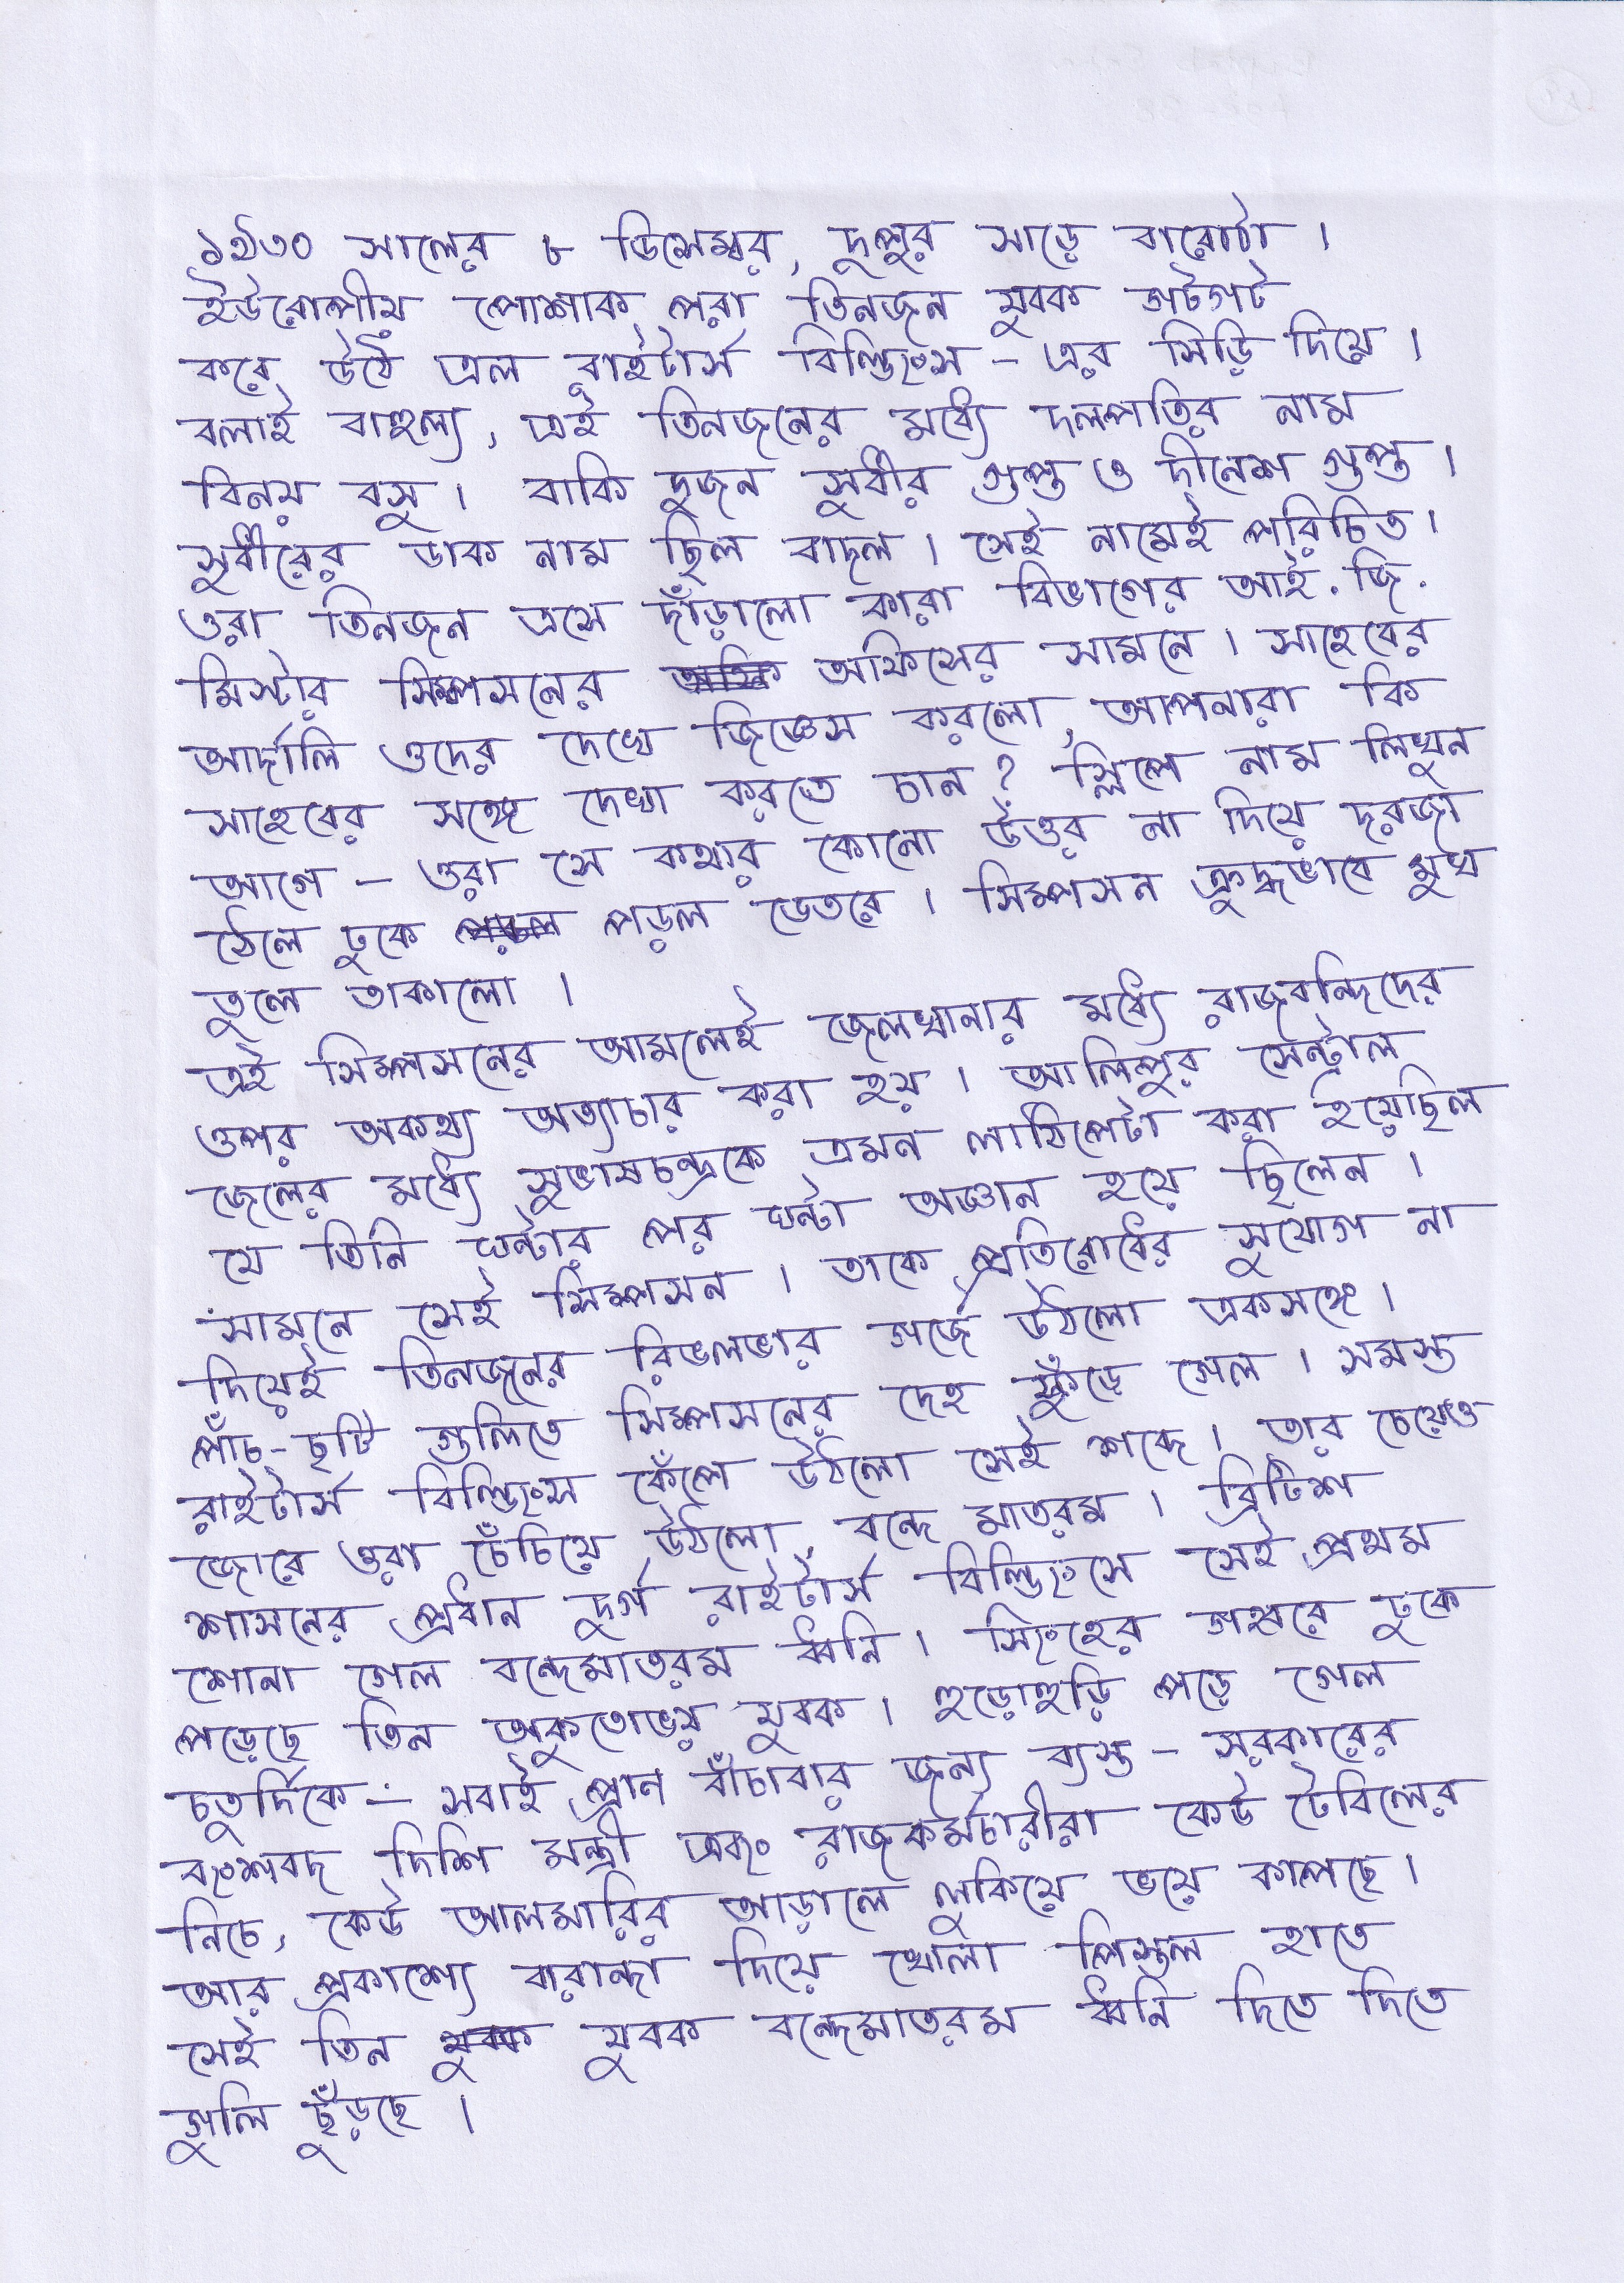 ১৯৩০ সালের ৮ ডিসেম্বর, দুপুর সাড়ে বারোটা।
ইউরোপীয় পোশাক পরা তিনজন যুবক গটগট
করে উঠে এল রাইটার্স বিল্ডিংস - এর সিড়ি দিয়ে।
বলাই বাহুল্য, এই তিনজনের মধ্যে দলপতির নাম
বিনয় বসু। বাকি দুজন সুধীর গুপ্ত ও দীনেশ গুপ্ত।
সুধীরের ডাক নাম ছিল বাদল। সেই নামেই পরিচিত।
ওরা তিনজন এসে দাঁড়ালো কারা বিভাগের আই. জি.
মিস্টার সিম্পসনের অফিসের সামনে। সাহেবের
আর্দালি ওদের দেখে জিজ্ঞেস করলো, আপনারা কি
সাহেবের সঙ্গে দেখা করতে চান? স্লিপে নাম লিখুন
আগে - ওরা সে কথার কোনো উত্তর না দিয়ে দরজা
ঠেলে ঢুকে পড়ল ভেতরে। সিম্পসন ক্রুদ্ধভাবে মুখ
তুলে তাকালো।
এই সিম্পসনের আমলেই জেলখানার মধ্যে রাজবন্দিদের
ওপর অকথ্য অত্যাচার করা হয়। আলিপুর সেন্ট্রাল
জেলের মধ্যে সুভাষচন্দ্রকে এমন লাঠিপেটা করা হয়েছিল
যে তিনি ঘন্টার পর ঘন্টা অজ্ঞান হয়ে ছিলেন।
সামনে সেই সিম্পসন। তাকে প্রতিরোধের সুযোগ না
দিয়েই তিনজনের রিভলভার গর্জে উঠলো একসঙ্গে।
পাঁচ-ছটি গুলিতে সিম্পসনের দেহ ফুঁড়ে গেল। সমস্ত
রাইটার্স বিল্ডিংস কেঁপে উঠলো সেই শব্দে। তার চেয়েও
জোরে ওরা চেঁচিয়ে উঠলো, বন্দে মাতরম। ব্রিটিশ
শাসনের প্রধান দুর্গ রাইটার্স বিল্ডিংসে সেই প্রথম
শোনা গেল বন্দেমাতরম ধ্বনি। সিংহের গহ্বরে ঢুকে
পড়েছে তিন অকুতোভয় যুবক। হুড়োহুড়ি পড়ে গেল
চতুর্দিকে - সবাই প্রান বাঁচাবার জন্য ব্যস্ত - সরকারের
বংশবদ দিশি মন্ত্রী এবং রাজকর্মচারীরা কেউ টেবিলের
নিচে, কেউ আলমারির আড়ালে লুকিয়ে ভয়ে কাপছে।
আর প্রকাশ্যে বারান্দা দিয়ে খোলা পিস্তল হাতে
সেই তিন যুবক যুবক বন্দেমাতরম ধ্বনি দিতে দিতে
গুলি ছুঁড়ছে।